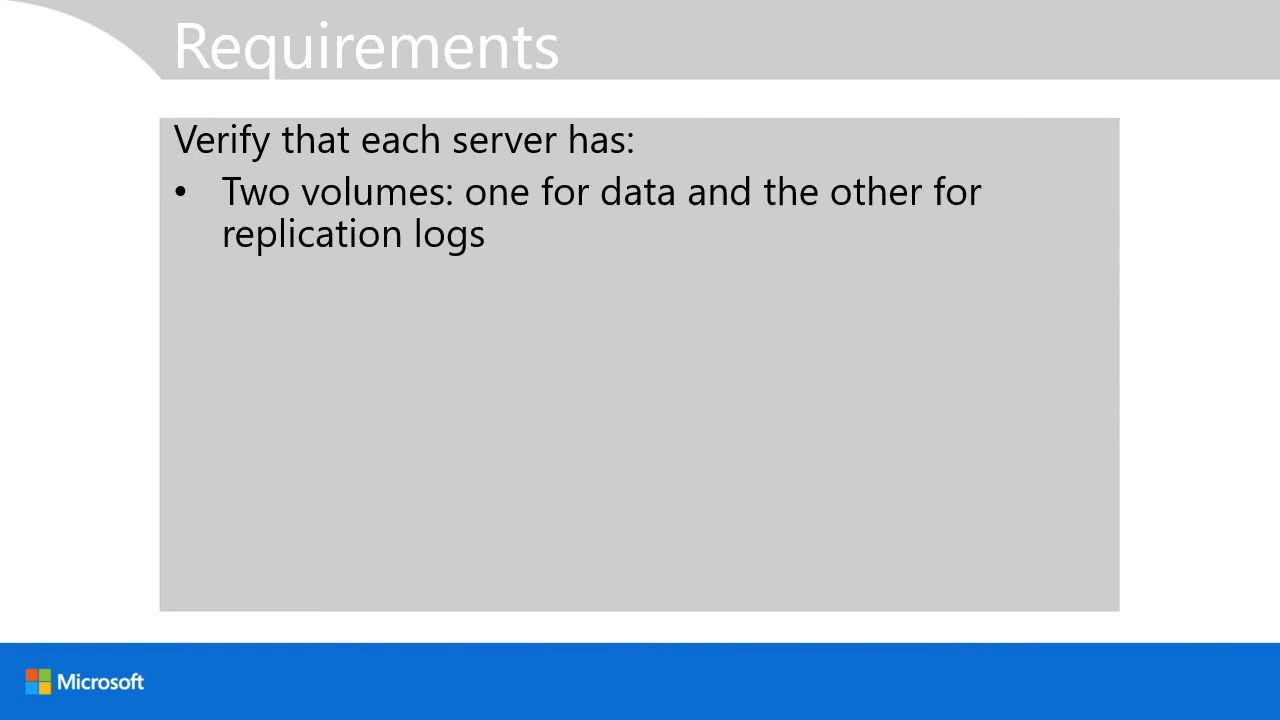 Requirements
Verify that each server has:
• Two volumes: one for data and the other for
replication logs
Microsoft